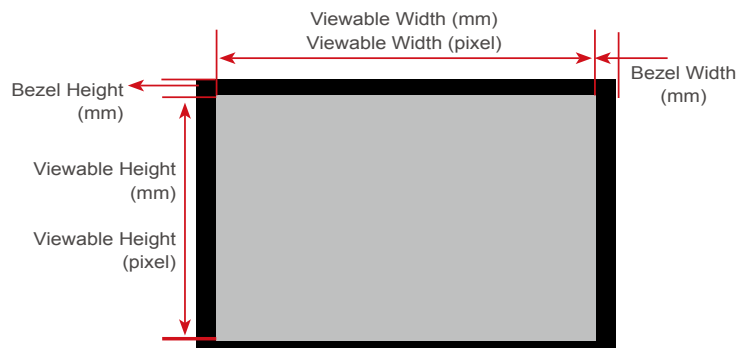 Viewable Width (mm)
Viewable Width (pixel)
Bezel Height
(mm)
Bezel Width
(mm)
Viewable Height
(mm)
Viewable Height
(pixel)